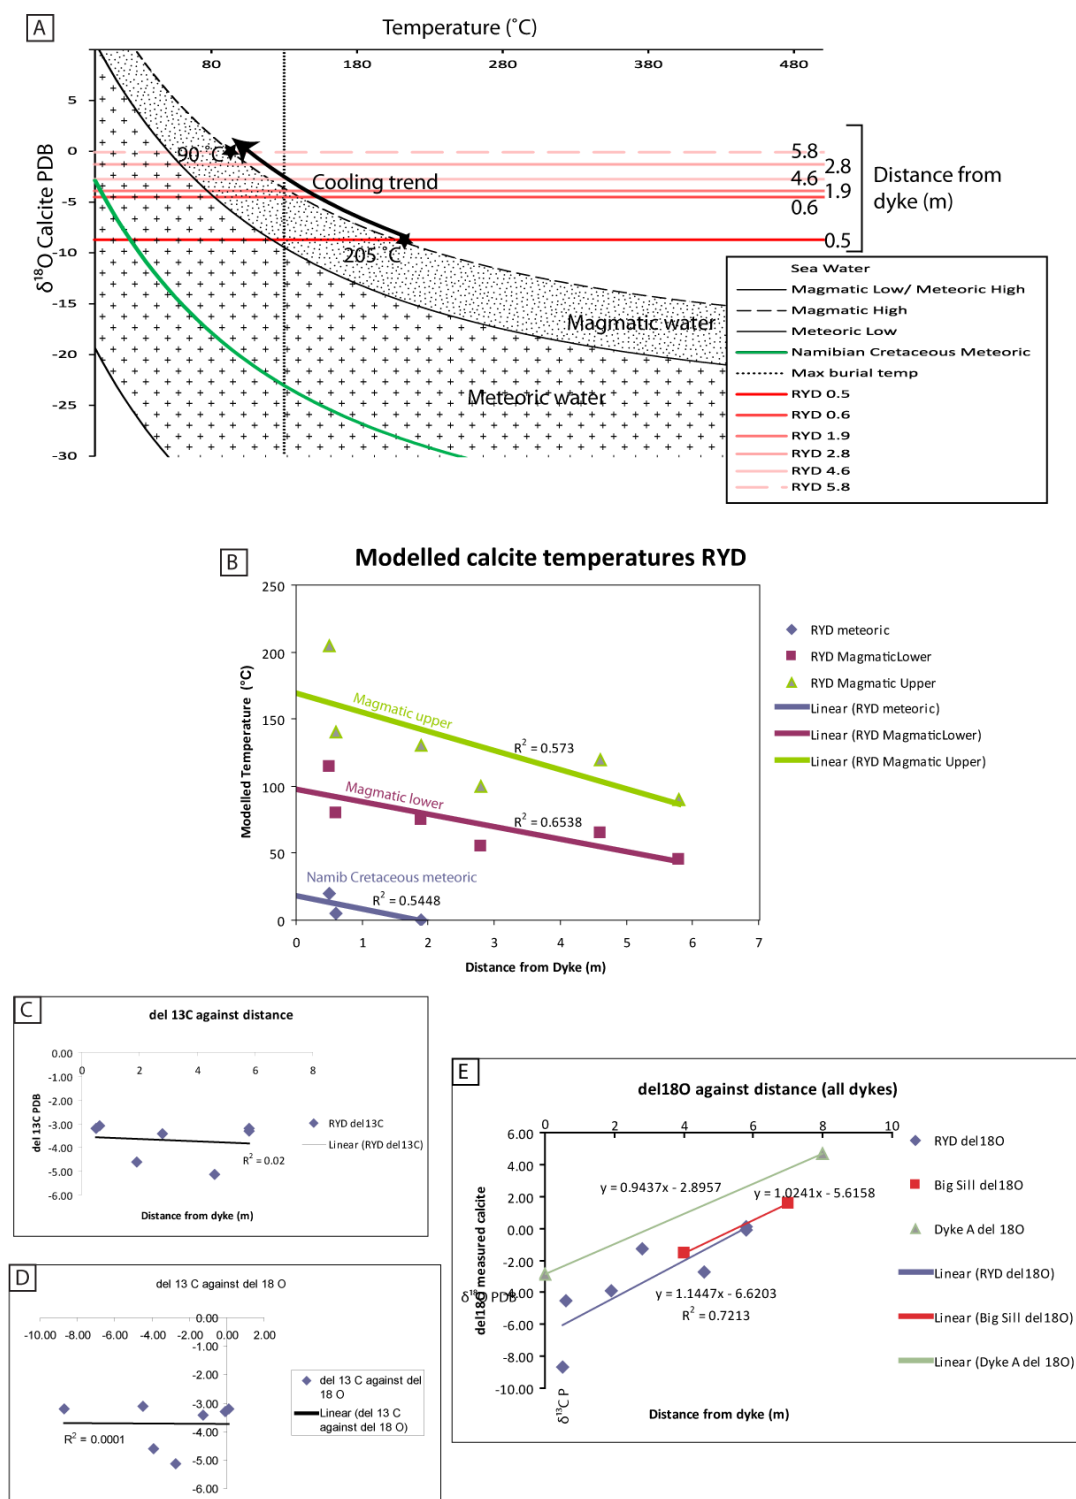 A
Temperature (˚C)
80
180
280
380
480
5
0
-5
-10
-15
-20
-25
-30
δ18O Calcite PDB
90 ˚C
Cooling trend
205 ˚C
Magmatic water
Meteoric water
5.8
2.8
4.6
1.9
0.6
0.5
Distance from
dyke (m)
Sea Water
Magmatic Low/ Meteoric High
Magmatic High
Meteoric Low
Namibian Cretaceous Meteoric
Max burial temp
RYD 0.5
RYD 0.6
RYD 1.9
RYD 2.8
RYD 4.6
RYD 5.8
B
Modelled calcite temperatures RYD
250
200
150
100
50
0
Modelled Temperature (°C)
Magmatic upper
R2 = 0.573
Magmatic lower
R2 = 0.6538
Namib Cretaceous meteoric
R2 = 0.5448
0
1
2
3
4
5
6
7
Distance from Dyke (m)
RYD meteoric
RYD MagmaticLower
RYD Magmatic Upper
Linear (RYD meteoric)
Linear (RYD MagmaticLower)
Linear (RYD Magmatic Upper)
C
del 13C against distance
0.00
-1.00
-2.00
-3.00
-4.00
-5.00
-6.00
0
2
4
6
8
del 13C PDB
R2 = 0.02
Distance from dyke (m)
RYD del13C
Linear (RYD del13C)
D
del 13 C against del 18 O
-10.00
-8.00
-6.00
-4.00
-2.00
0.00
2.00
0.00
-1.00
-2.00
-3.00
-4.00
-5.00
-6.00
R2 = 0.0001
del 13 C against del
18 O
Linear (del 13 C
against del 18 O)
E
del18O against distance (all dykes)
0
2
4
6
8
10
6.00
4.00
2.00
0.00
-2.00
-4.00
-6.00
-8.00
-10.00
del18O measured calcite
δ18O PDB
δ13C P
y = 0.9437x - 2.8957
y = 1.0241x - 5.6158
y = 1.1447x - 6.6203
R2 = 0.7213
Distance from dyke (m)
RYD del18O
Big Sill del18O
Dyke A del 18O
Linear (RYD del18O)
Linear (Big Sill del18O)
Linear (Dyke A del 18O)